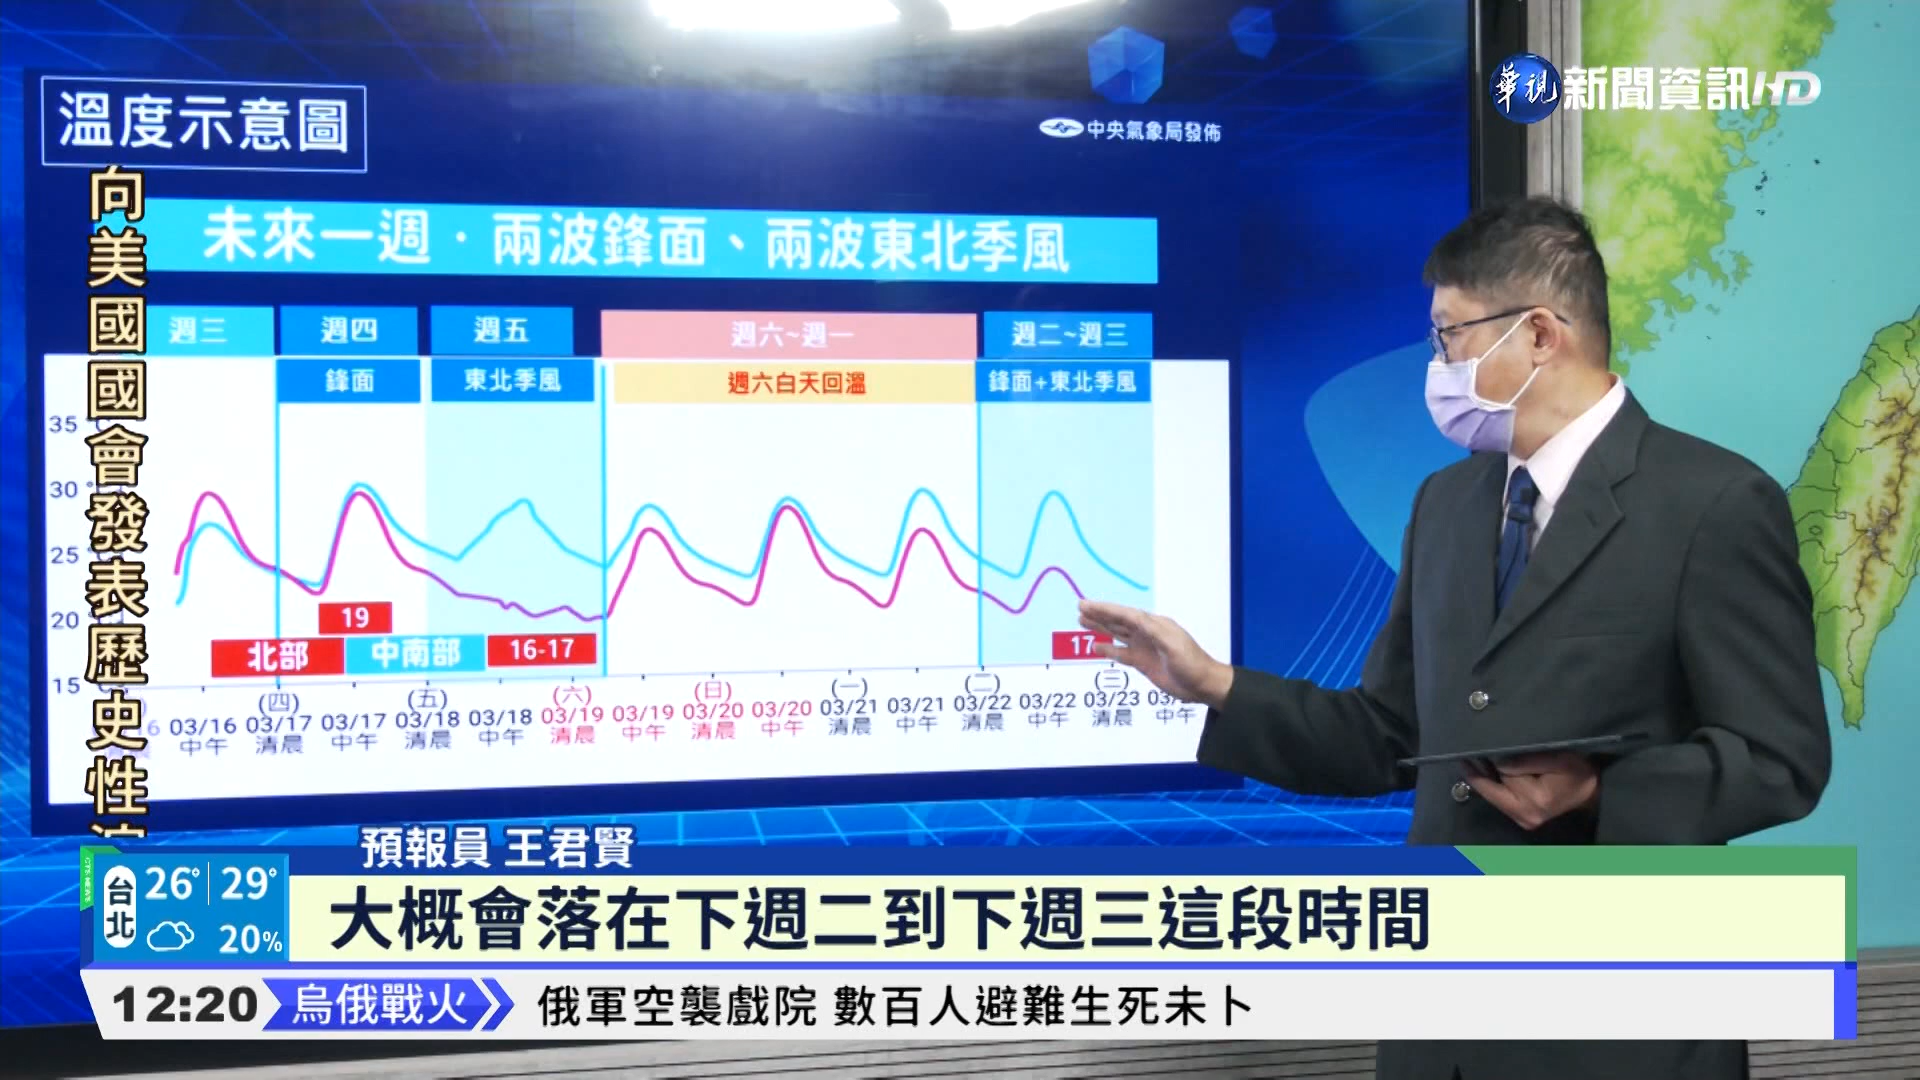 華視 新聞資訊HD
溫度示意圖
中央氣象局發佈
未來一週·兩波鋒面、兩波東北季風
週三 週四 週五 週六~週一 週二~週三
鋒面 東北季風 週六白天回溫 鋒面+東北季風
35
30
25
20
15
19
北部 中南部 16-17 17
(四) (五) (六) (日) (一) (二) (三)
03/16 03/17 03/17 03/18 03/18 03/19 03/19 03/20 03/20 03/21 03/21 03/22 03/22 03/23
中午 清晨 中午 清晨 中午 清晨 中午 清晨 中午 清晨 中午 清晨 中午 清晨 中午
向美國國會發表歷史性
預報員 王君賢
台北 26° 29°
20%
大概會落在下週二到下週三這段時間
12:20 烏俄戰火 俄軍空襲戲院 數百人避難生死未卜